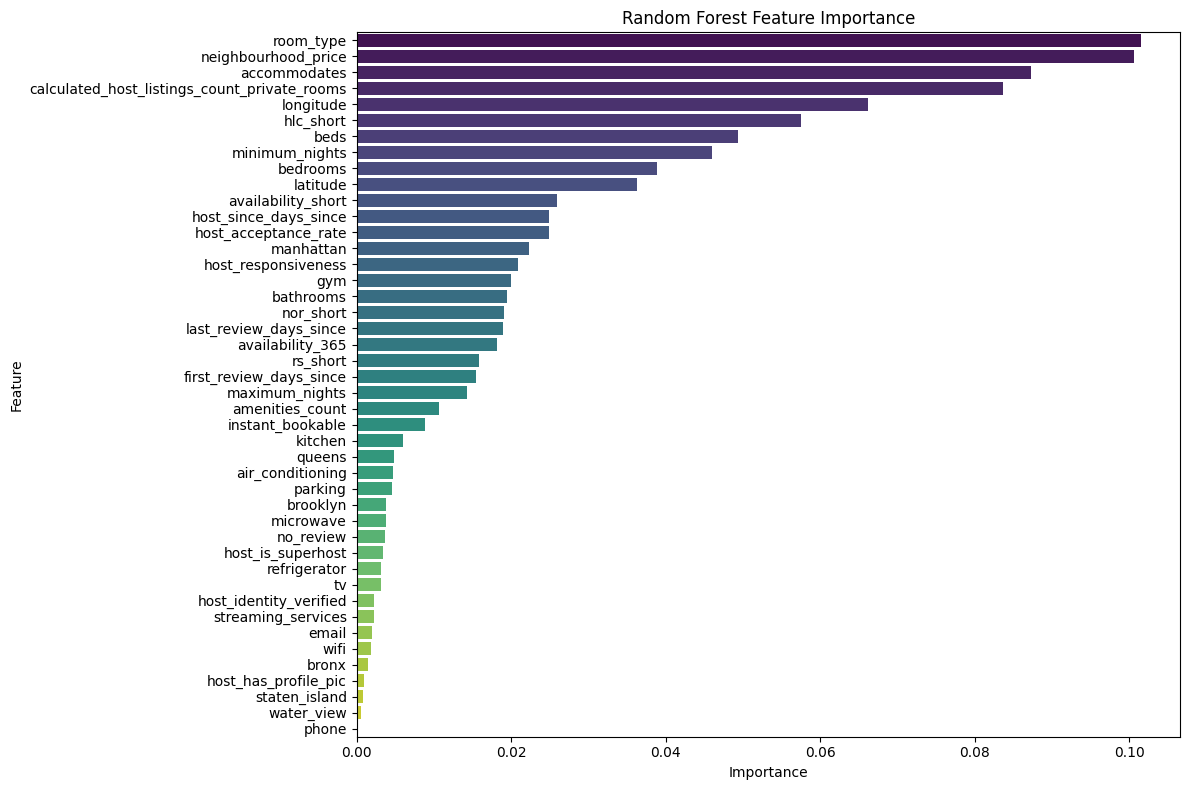 Random Forest Feature Importance
room_type
neighbourhood_price
accommodates
calculated_host_listings_count_private_rooms
longitude
hlc_short
beds
minimum_nights
bedrooms
latitude
availability_short
host_since_days_since
host_acceptance_rate
manhattan
host_responsiveness
gym
bathrooms
nor_short
last_review_days_since
availability_365
rs_short
first_review_days_since
maximum_nights
amenities_count
instant_bookable
kitchen
queens
air_conditioning
parking
brooklyn
microwave
no_review
host_is_superhost
refrigerator
tv
host_identity_verified
streaming_services
email
wifi
bronx
host_has_profile_pic
staten_island
water_view
phone
Feature
0.00 0.02 0.04 0.06 0.08 0.10
Importance